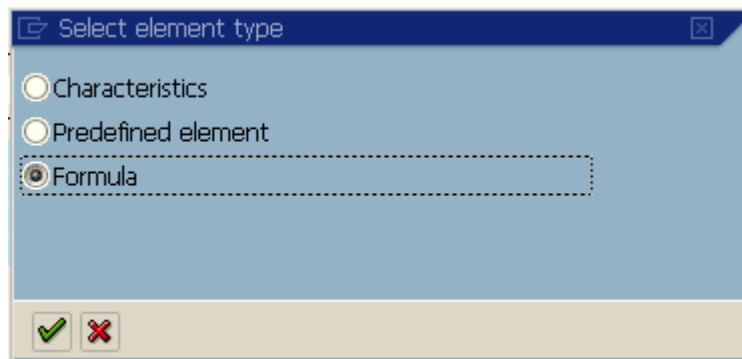 Select element type
Characteristics
Predefined element
Formula